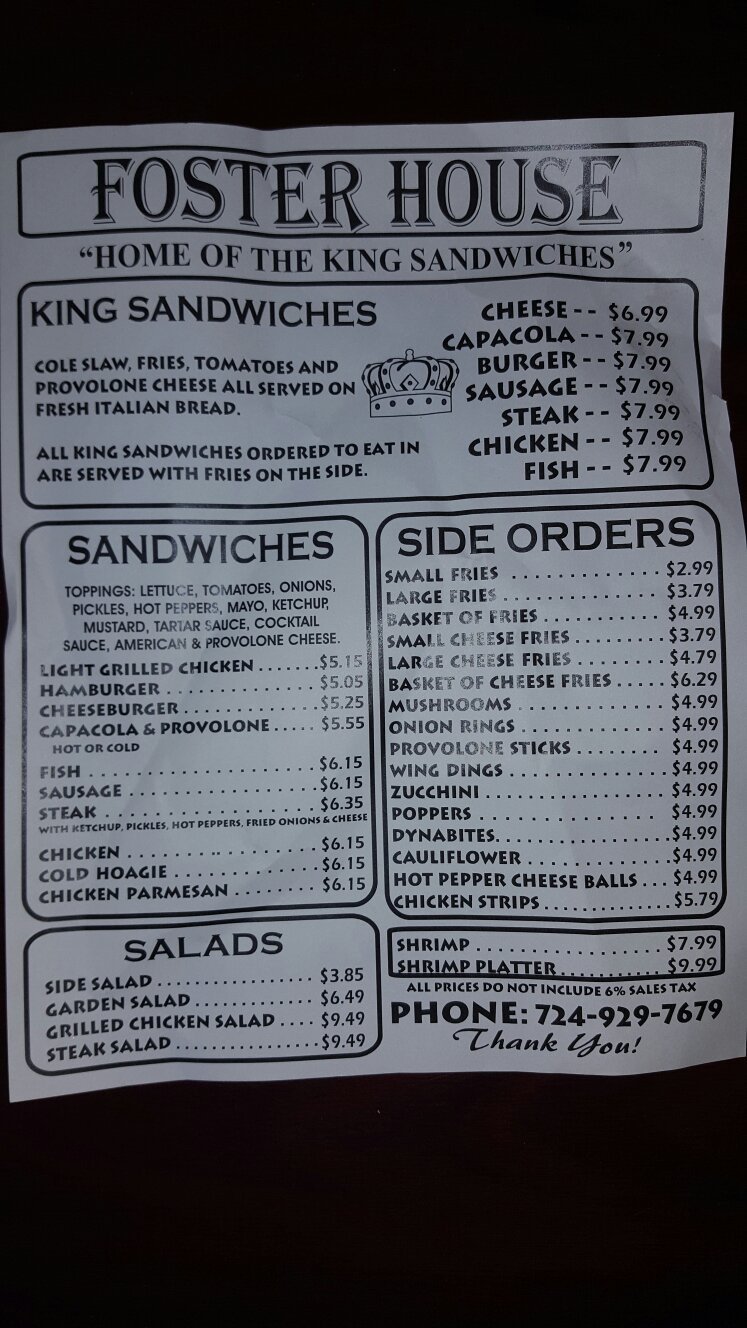 FOSTER HOUSE
"HOME OF THE KING SANDWICHES"
KING SANDWICHES
COLE SLAW, FRIES, TOMATOES AND
PROVOLONE CHEESE ALL SERVED ON
FRESH ITALIAN BREAD.
ALL KING SANDWICHES ORDERED TO EAT IN
ARE SERVED WITH FRIES ON THE SIDE.
CHEESE-- $6.99
CAPACOLA-- $7.99
BURGER-- $7.99
SAUSAGE-- $7.99
STEAK-- $7.99
CHICKEN-- $7.99
FISH-- $7.99
SANDWICHES
TOPPINGS: LETTUCE, TOMATOES, ONIONS,
PICKLES, HOT PEPPERS, MAYO, KETCHUP,
MUSTARD, TARTAR SAUCE, COCKTAIL
SAUCE, AMERICAN & PROVOLONE CHEESE.
LIGHT GRILLED CHICKEN.......$5.15
HAMBURGER...............$5.05
CHEESEBURGER.............$5.25
CAPACOLA & PROVOLONE..... $5.55
HOT OR COLD
FISH......................$6.15
SAUSAGE...................$6.15
STEAK.....................$6.35
WITH KETCHUP, PICKLES, HOT PEPPERS, FRIED ONIONS & CHEESE
CHICKEN...................$6.15
COLD HOAGIE...............$6.15
CHICKEN PARMESAN........ $6.15
SALADS
SIDE SALAD................$3.85
GARDEN SALAD............$6.49
GRILLED CHICKEN SALAD.... $9.49
STEAK SALAD...............$9.49
SIDE ORDERS
SMALL FRIES............. $2.99
LARGE FRIES.............. $3.79
BASKET OF FRIES........... $4.99
SMALL CHEESE FRIES........ $3.79
LARGE CHEESE FRIES........ $4.79
BASKET OF CHEESE FRIES.....$6.29
MUSHROOMS.............. $4.99
ONION RINGS.............. $4.99
PROVOLONE STICKS........ $4.99
WING DINGS...............$4.99
ZUCCHINI................. $4.99
POPPERS................ $4.99
DYNABITES.................$4.99
CAULIFLOWER.............$4.99
HOT PEPPER CHEESE BALLS... $4.99
CHICKEN STRIPS.............$5.79
SHRIMP.................. $7.99
SHRIMP PLATTER.......... $9.99
ALL PRICES DO NOT INCLUDE 6% SALES TAX
PHONE: 724-929-7679
Thank You!